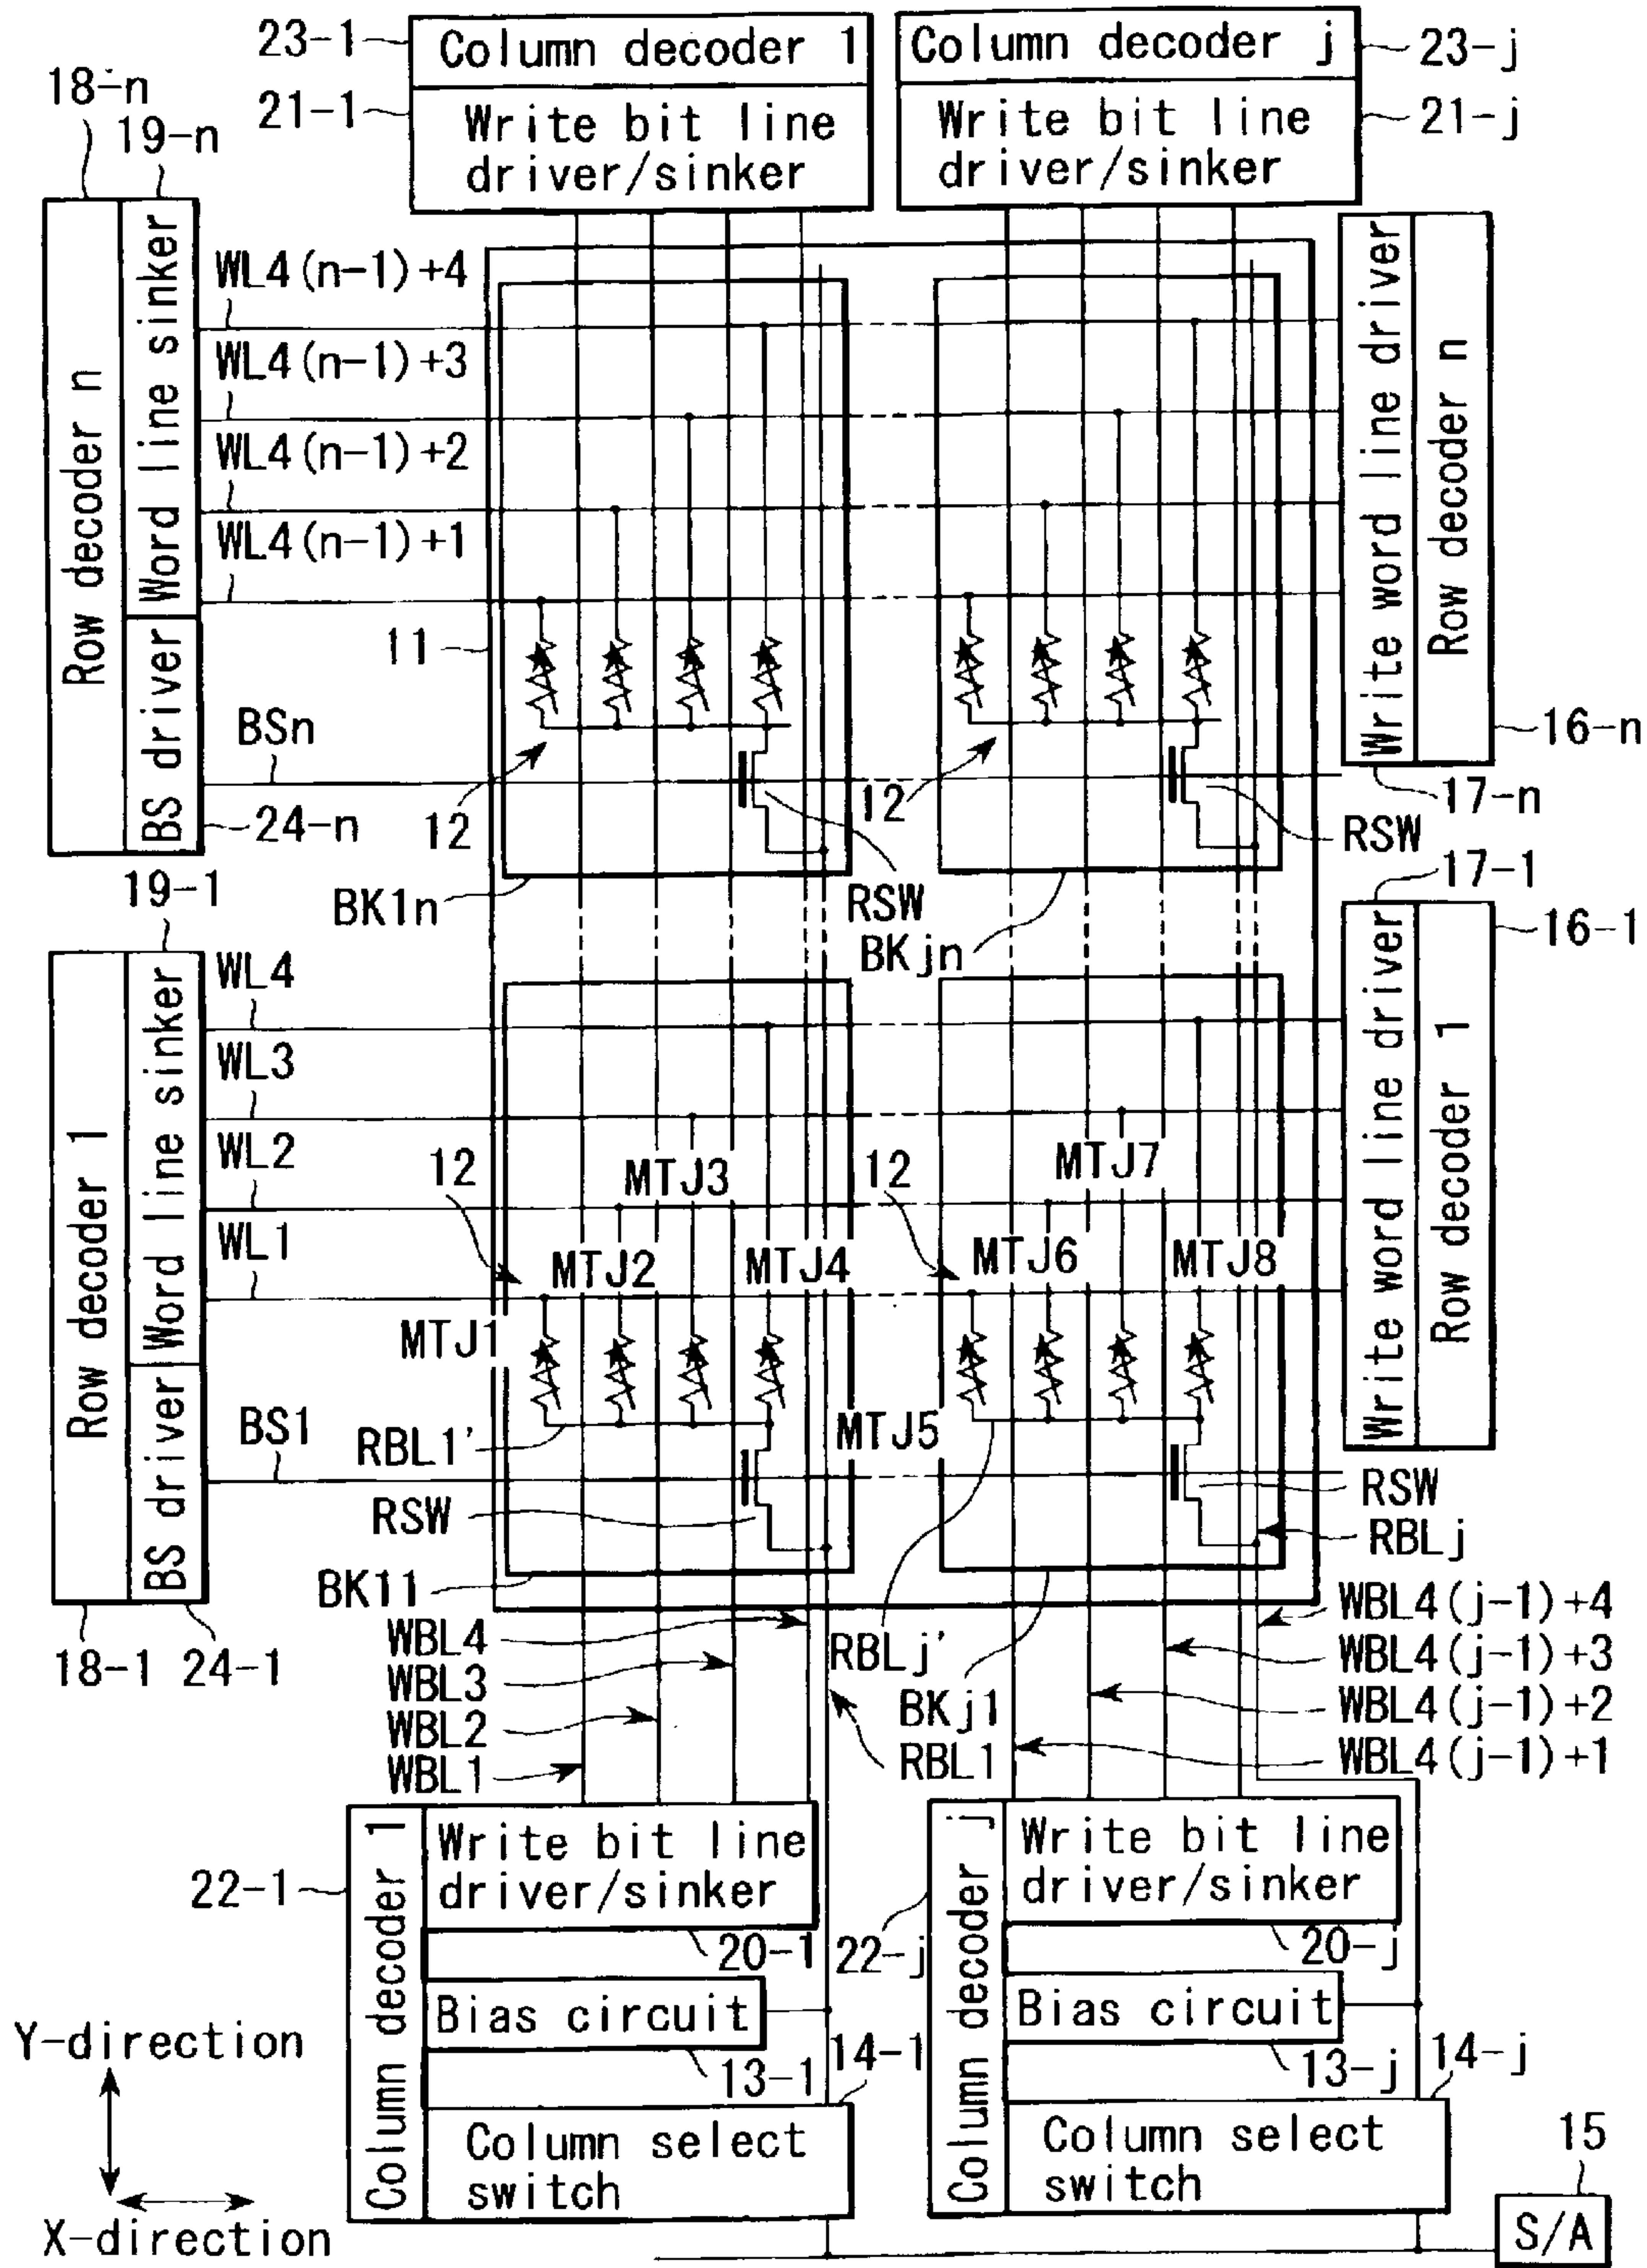 23-1
Column decoder 1
Column decoder j
23-j
18-n
21-1
Write bit line
driver/sinker
Write bit line
driver/sinker
21-j
19-n
Row decoder n
Word line sinker
BS driver
WL4(n-1)+4
WL4(n-1)+3
WL4(n-1)+2
WL4(n-1)+1
Write word line driver
Row decoder n
11
BSn
12
12
16-n
24-n
17-n
RSW
RSW
BK1n
BKjn
19-1
17-1
16-1
Row decoder 1
Word line sinker
BS driver
WL4
WL3
WL2
WL1
Write word line driver
Row decoder 1
12
MTJ3
12
MTJ7
MTJ2
MTJ4
MTJ6
MTJ8
MTJ1
BS1
RBL1'
MTJ5
RSW
RSW
RBLj
BK11
18-1
24-1
WBL4
WBL3
WBL2
WBL1
RBLj'
BKj1
RBL1
WBL4(j-1)+4
WBL4(j-1)+3
WBL4(j-1)+2
WBL4(j-1)+1
22-1
Column decoder 1
Write bit line
driver/sinker
20-1
22-j
Column decoder j
Write bit line
driver/sinker
20-j
Bias circuit
13-1
14-1
Bias circuit
13-j
14-j
Column select
switch
Column select
switch
Y-direction
X-direction
15
S/A